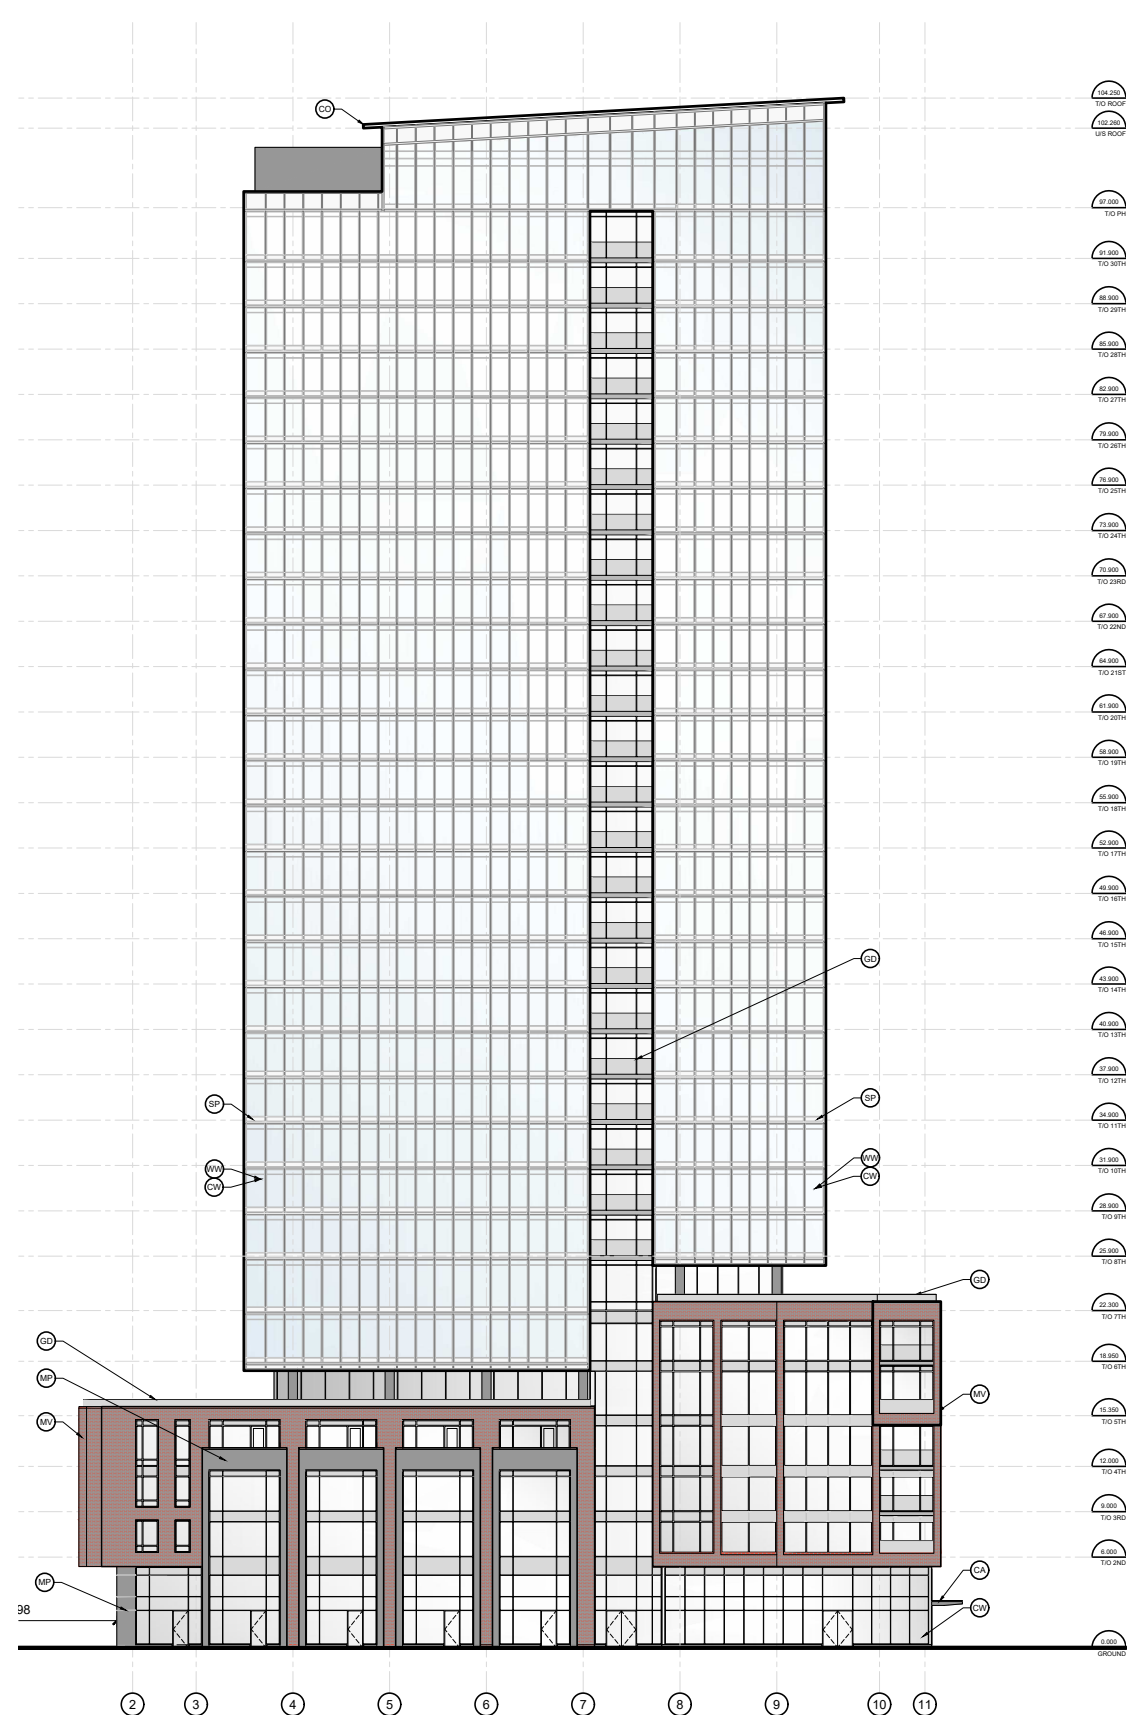 CO
104.250
T/O ROOF
102.260
U/S ROOF
97.000
T/O PH
91.900
T/O 30TH
88.900
T/O 29TH
85.900
T/O 28TH
82.900
T/O 27TH
79.900
T/O 26TH
76.900
T/O 25TH
73.900
T/O 24TH
70.900
T/O 23RD
67.900
T/O 22ND
64.900
T/O 21ST
61.900
T/O 20TH
58.900
T/O 19TH
55.900
T/O 18TH
52.900
T/O 17TH
49.900
T/O 16TH
46.900
T/O 15TH
GD
43.900
T/O 14TH
40.900
T/O 13TH
37.900
T/O 12TH
SP
SP
34.900
T/O 11TH
WW
CW
WW
CW
31.900
T/O 10TH
28.900
T/O 9TH
25.900
T/O 8TH
GD
22.300
T/O 7TH
GD
18.950
T/O 6TH
MP
MV
MV
15.350
T/O 5TH
12.000
T/O 4TH
9.000
T/O 3RD
6.000
T/O 2ND
MP
CA
98
CW
0.000
GROUND
2 3 4 5 6 7 8 9 10 11